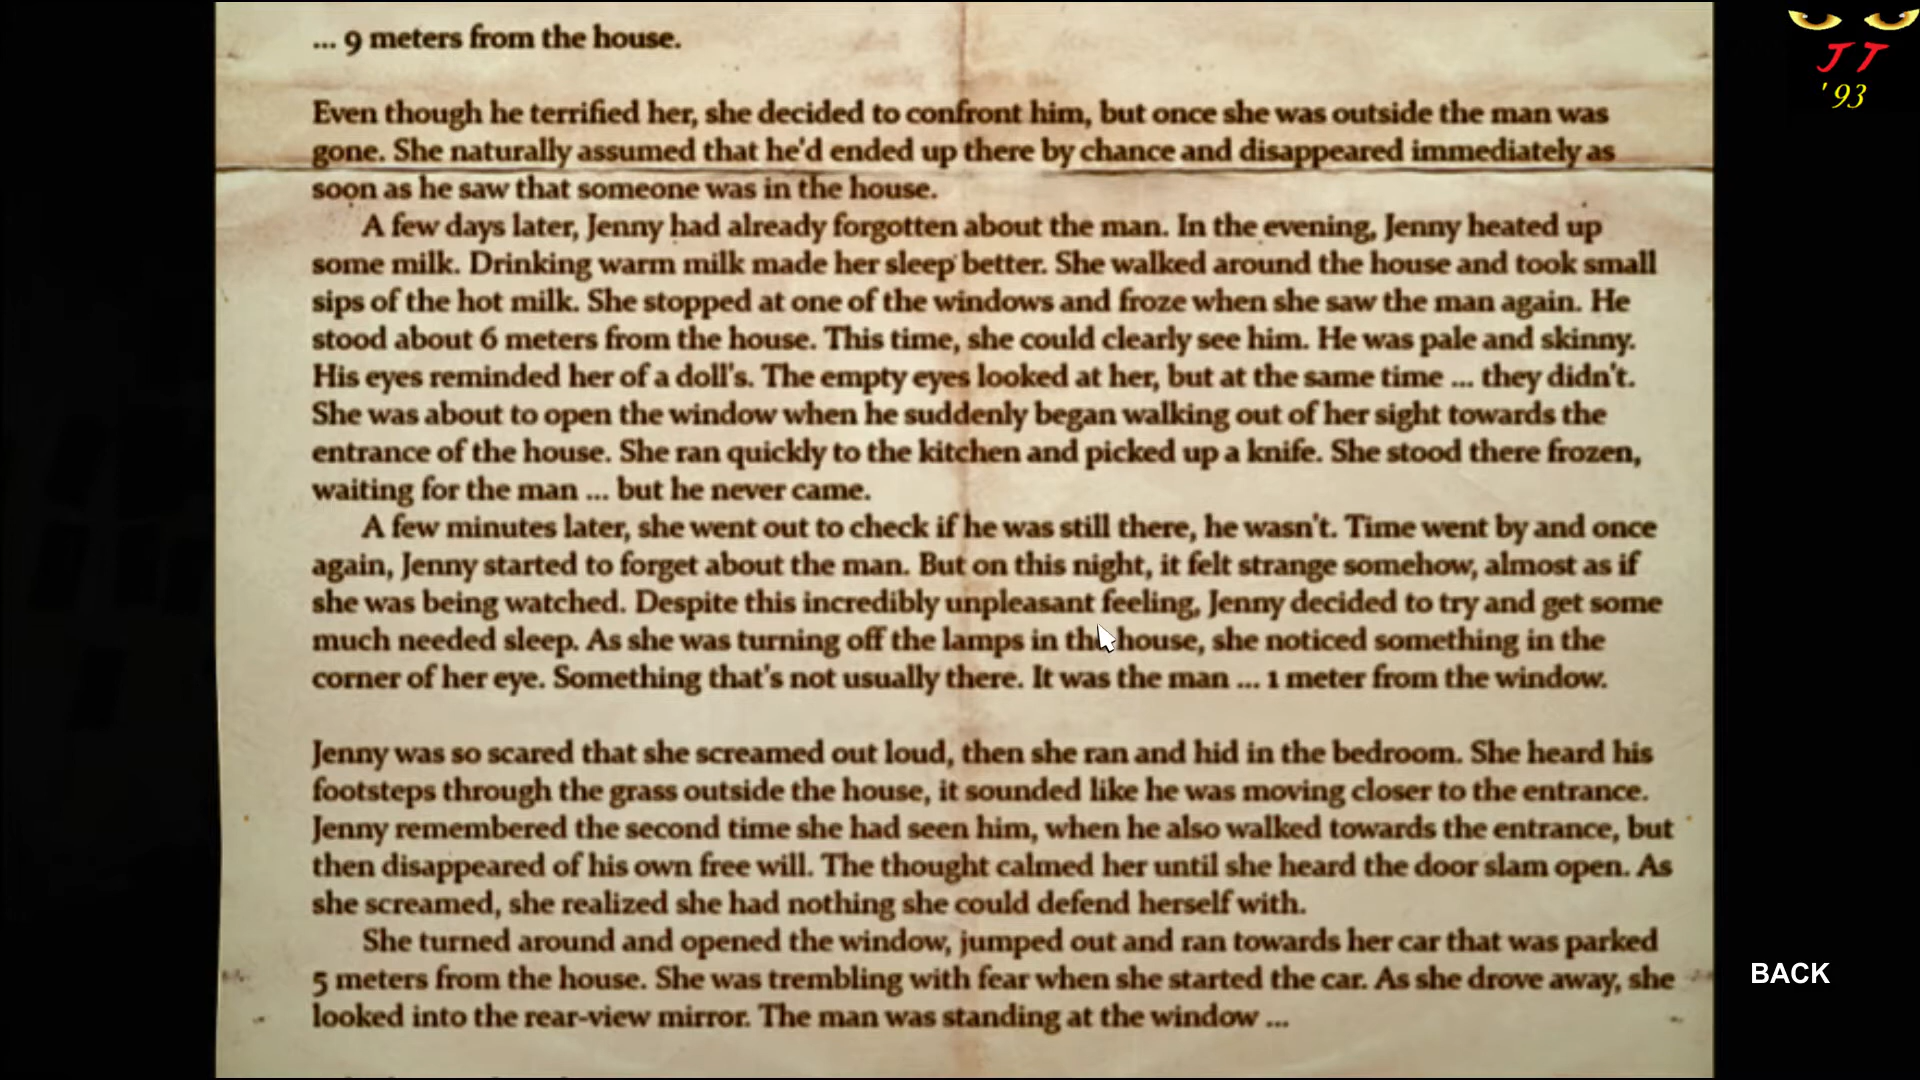 ... 9 meters from the house.
Even though he terrified her, she decided to confront him, but once she was outside the man was
gone. She naturally assumed that he'd ended up there by chance and disappeared immediately as
soon as he saw that someone was in the house.
A few days later, Jenny had already forgotten about the man. In the evening, Jenny heated up
some milk. Drinking warm milk made her sleep better. She walked around the house and took small
sips of the hot milk. She stopped at one of the windows and froze when she saw the man again. He
stood about 6 meters from the house. This time, she could clearly see him. He was pale and skinny.
His eyes reminded her of a doll's. The empty eyes looked at her, but at the same time ... they didn't.
She was about to open the window when he suddenly began walking out of her sight towards the
entrance of the house. She ran quickly to the kitchen and picked up a knife. She stood there frozen,
waiting for the man ... but he never came.
A few minutes later, she went out to check if he was still there, he wasn't. Time went by and once
again, Jenny started to forget about the man. But on this night, it felt strange somehow, almost as if
she was being watched. Despite this incredibly unpleasant feeling, Jenny decided to try and get some
much needed sleep. As she was turning off the lamps in the house, she noticed something in the
corner of her eye. Something that's not usually there. It was the man ... 1 meter from the window.
Jenny was so scared that she screamed out loud, then she ran and hid in the bedroom. She heard his
footsteps through the grass outside the house, it sounded like he was moving closer to the entrance.
Jenny remembered the second time she had seen him, when he also walked towards the entrance, but
then disappeared of his own free will. The thought calmed her until she heard the door slam open. As
she screamed, she realized she had nothing she could defend herself with.
She turned around and opened the window, jumped out and ran towards her car that was parked
5 meters from the house. She was trembling with fear when she started the car. As she drove away, she
looked into the rear-view mirror. The man was standing at the window ...
JT
'93
BACK